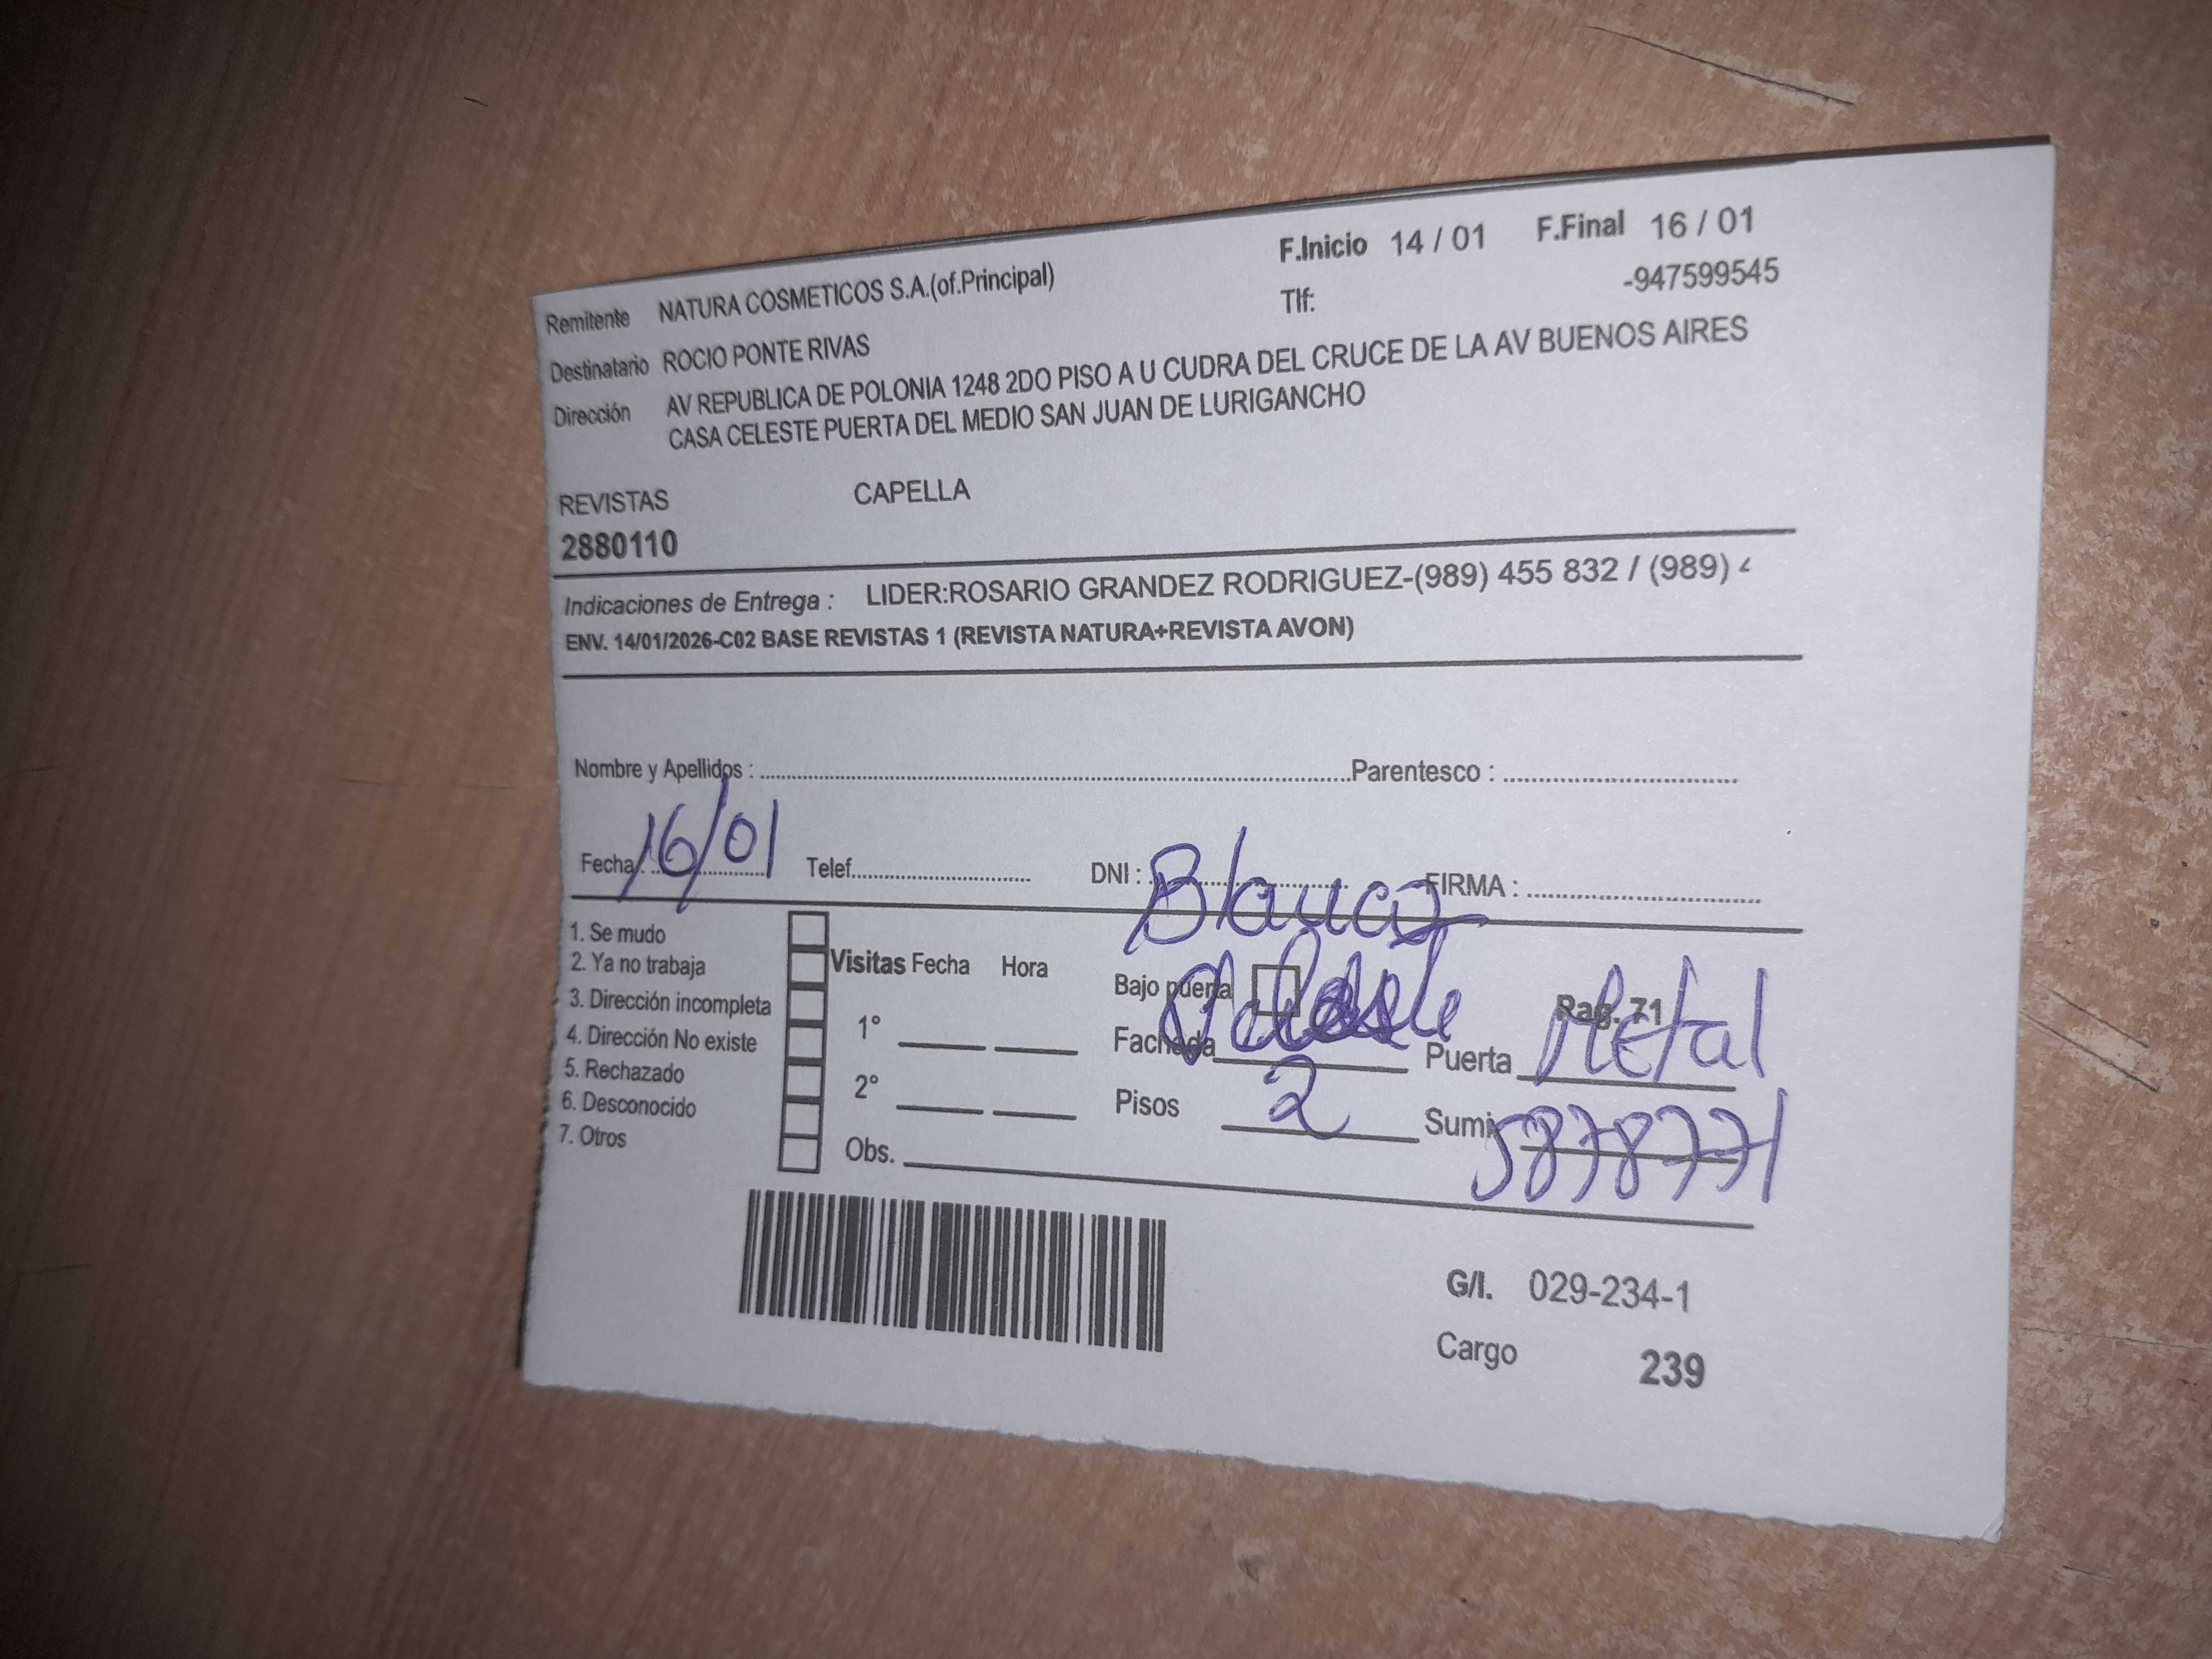 F.Inicio 14 / 01 F.Final 16 / 01
Remitente NATURA COSMETICOS S.A.(of.Principal) Tlf: -947599545
Destinatario ROCIO PONTE RIVAS
Dirección AV REPUBLICA DE POLONIA 1248 2DO PISO A U CUDRA DEL CRUCE DE LA AV BUENOS AIRES
CASA CELESTE PUERTA DEL MEDIO SAN JUAN DE LURIGANCHO
REVISTAS CAPELLA
2880110
Indicaciones de Entrega : LIDER:ROSARIO GRANDEZ RODRIGUEZ-(989) 455 832 / (989)
ENV. 14/01/2026-C02 BASE REVISTAS 1 (REVISTA NATURA+REVISTA AVON)
Nombre y Apellidos : Parentesco :
Fecha : 16/01 Telef. DNI : FIRMA :
Blanco
1. Se mudo
2. Ya no trabaja
3. Dirección incompleta
4. Dirección No existe
5. Rechazado
6. Desconocido
7. Otros
Visitas Fecha Hora
1°
2°
Obs.
Bajo puerta Pag. 71
Fachada Puerta Metal
Pisos 2 Sumi 5878771
G/I. 029-234-1
Cargo 239